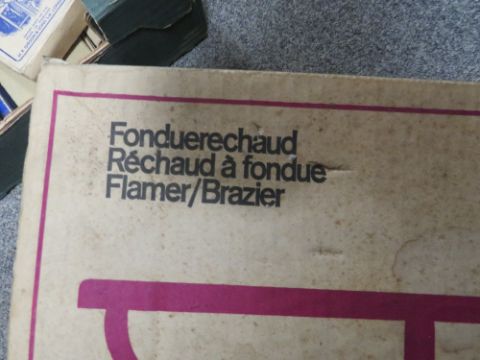 Fonduerechaud
Réchaud à fondue
Flamer/Brazier